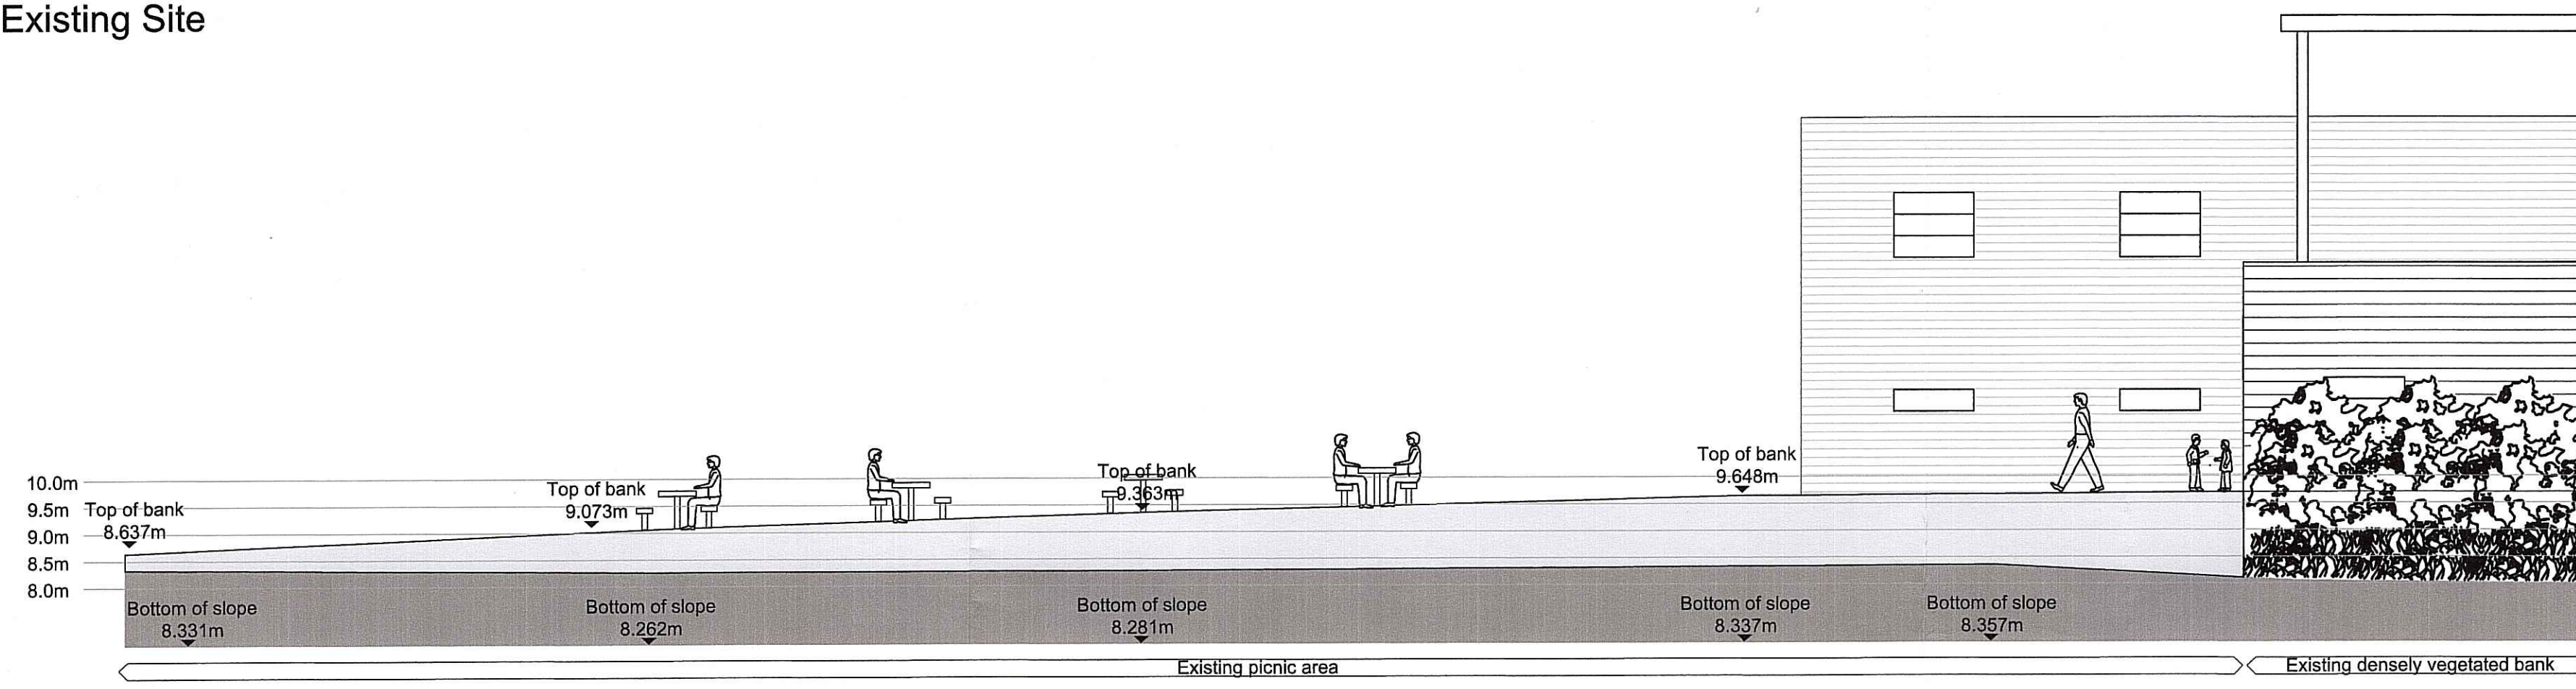 Existing Site
10.0m
9.5m
9.0m
8.5m
8.0m
Top of bank
8.637m
Top of bank
9.073m
Top of bank
9.363m
Top of bank
9.648m
Bottom of slope
8.331m
Bottom of slope
8.262m
Bottom of slope
8.281m
Bottom of slope
8.337m
Bottom of slope
8.357m
Existing picnic area
Existing densely vegetated bank